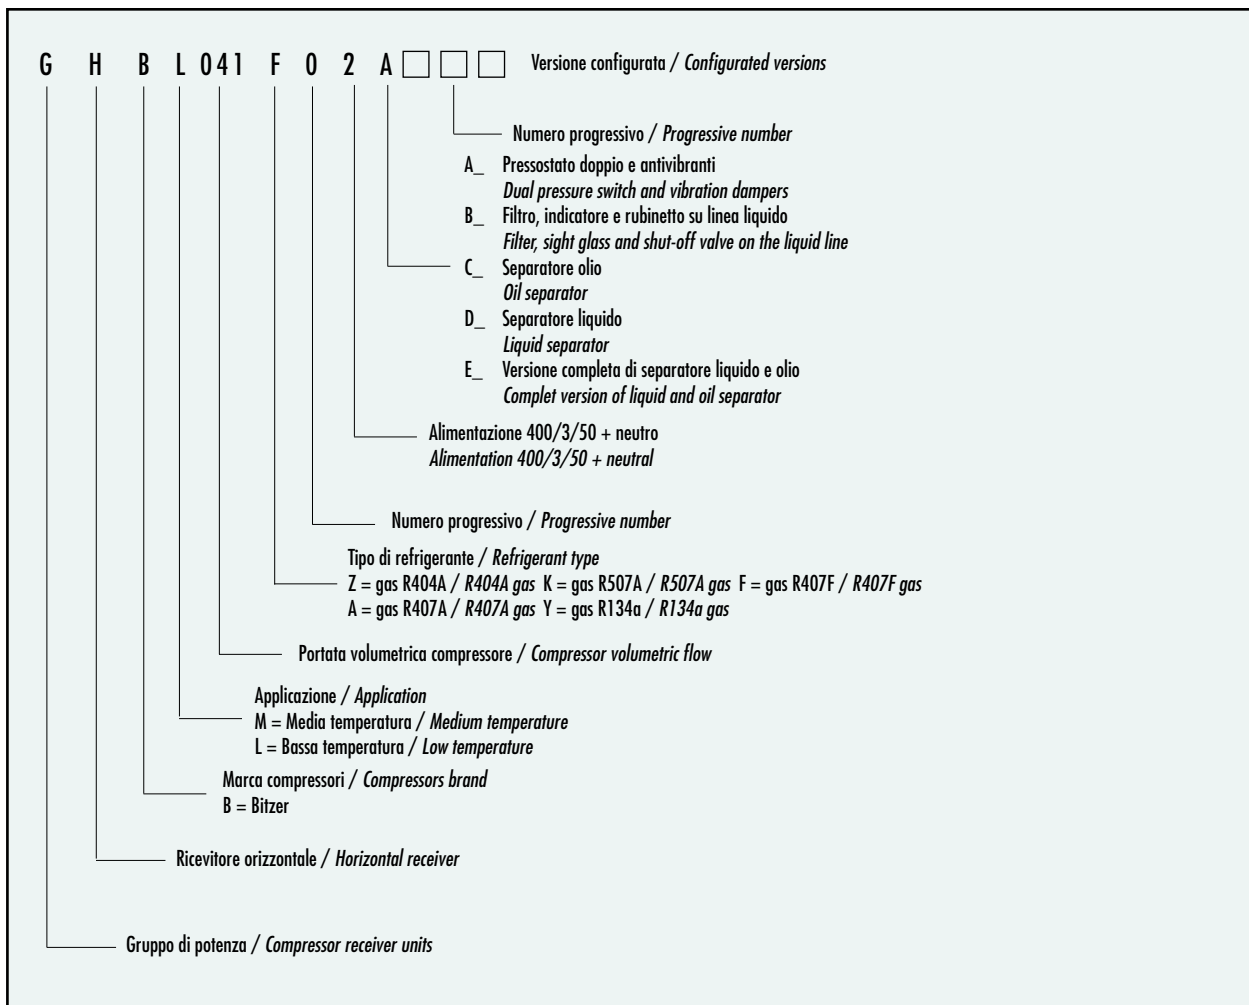 G H B L 041 F 0 2 A Versione configurata / Configurated versions
Numero progressivo / Progressive number
A_ Pressostato doppio e antivibranti
Dual pressure switch and vibration dampers
B_ Filtro, indicatore e rubinetto su linea liquido
Filter, sight glass and shut-off valve on the liquid line
C_ Separatore olio
Oil separator
D_ Separatore liquido
Liquid separator
E_ Versione completa di separatore liquido e olio
Complet version of liquid and oil separator
Alimentazione 400/3/50 + neutro
Alimentation 400/3/50 + neutral
Numero progressivo / Progressive number
Tipo di refrigerante / Refrigerant type
Z = gas R404A / R404A gas K = gas R507A / R507A gas F = gas R407F / R407F gas
A = gas R407A / R407A gas Y = gas R134a / R134a gas
Portata volumetrica compressore / Compressor volumetric flow
Applicazione / Application
M = Media temperatura / Medium temperature
L = Bassa temperatura / Low temperature
Marca compressori / Compressors brand
B = Bitzer
Ricevitore orizzontale / Horizontal receiver
Gruppo di potenza / Compressor receiver units